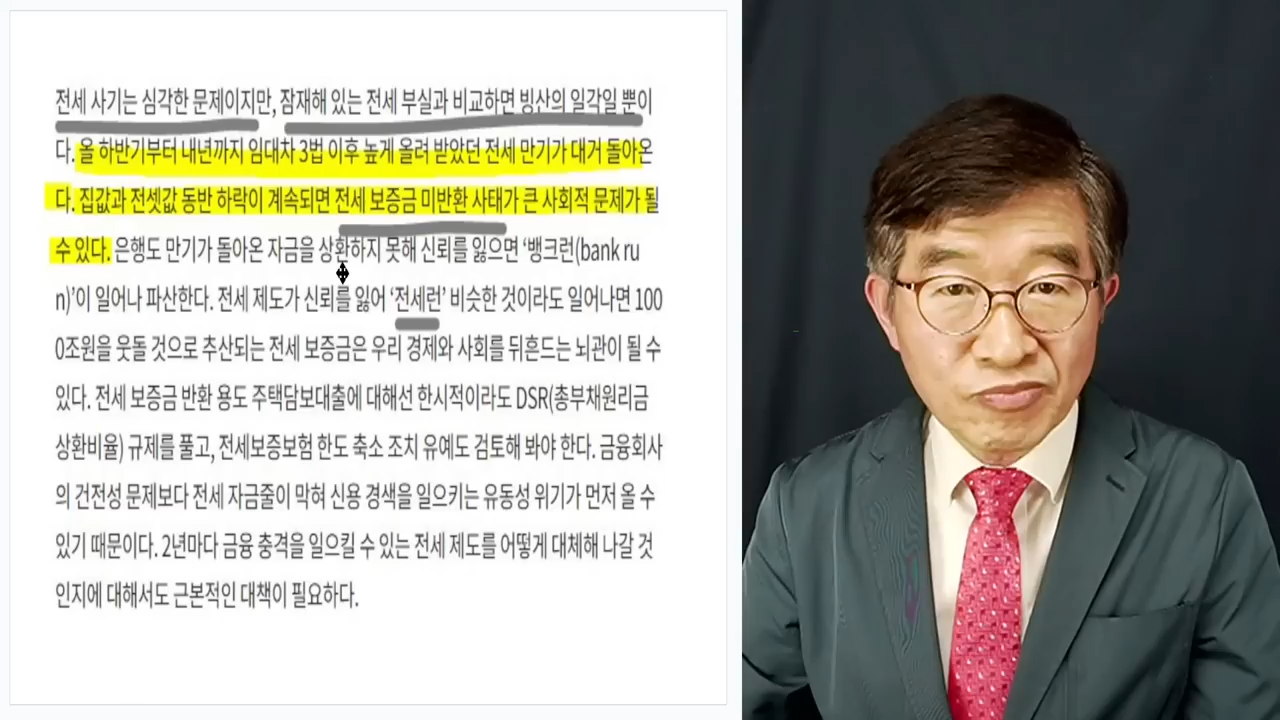 전세 사기는 심각한 문제이지만, 잠재해 있는 전세 부실과 비교하면 빙산의 일각일 뿐이
다. 올 하반기부터 내년까지 임대차 3법 이후 높게 올려 받았던 전세 만기가 대거 돌아온
다. 집값과 전셋값 동반 하락이 계속되면 전세 보증금 미반환 사태가 큰 사회적 문제가 될
수 있다. 은행도 만기가 돌아온 자금을 상환하지 못해 신뢰를 잃으면 ‘뱅크런(bank ru
n)’이 일어나 파산한다. 전세 제도가 신뢰를 잃어 ‘전세런’ 비슷한 것이라도 일어나면 100
0조원을 웃돌 것으로 추산되는 전세 보증금은 우리 경제와 사회를 뒤흔드는 뇌관이 될 수
있다. 전세 보증금 반환 용도 주택담보대출에 대해선 한시적이라도 DSR(총부채원리금
상환비율) 규제를 풀고, 전세보증보험 한도 축소 조치 유예도 검토해 봐야 한다. 금융회사
의 건전성 문제보다 전세 자금줄이 막혀 신용 경색을 일으키는 유동성 위기가 먼저 올 수
있기 때문이다. 2년마다 금융 충격을 일으킬 수 있는 전세 제도를 어떻게 대체해 나갈 것
인지에 대해서도 근본적인 대책이 필요하다.